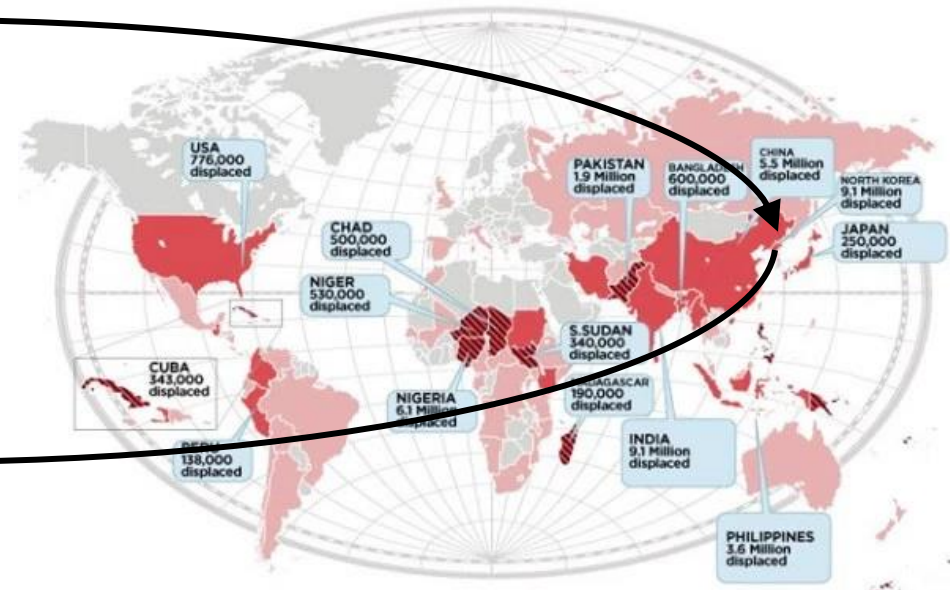 USA
776,000
displaced
CHAD
500,000
displaced
NIGER
530,000
displaced
CUBA
343,000
displaced
NIGERIA
6.1 Million
displaced
PERU
138,000
displaced
PAKISTAN
1.9 Million
displaced
BANGLADESH
600,000
displaced
CHINA
5.5 Million
displaced
NORTH KOREA
9.1 Million
displaced
JAPAN
250,000
displaced
S.SUDAN
340,000
displaced
MADAGASCAR
190,000
displaced
INDIA
9.1 Million
displaced
PHILIPPINES
3.6 Million
displaced